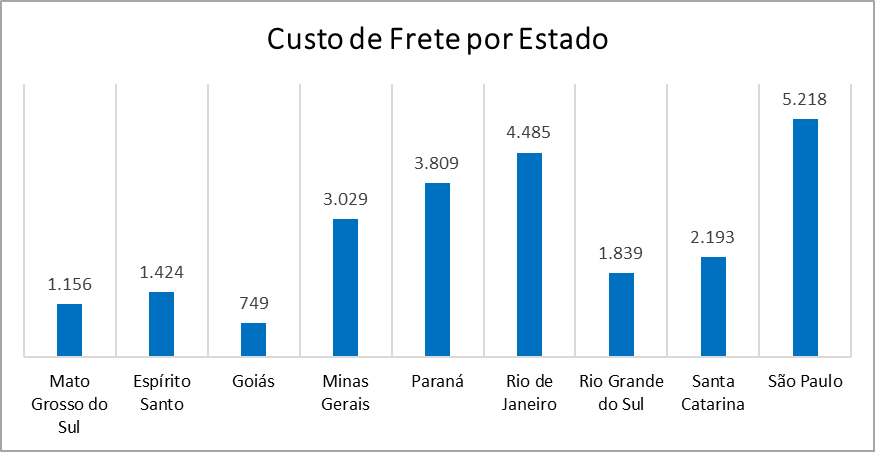 Custo de Frete por Estado
1.156
1.424
749
3.029
3.809
4.485
1.839
2.193
5.218
Mato
Grosso do
Sul
Espírito
Santo
Goiás
Minas
Gerais
Paraná
Rio de
Janeiro
Rio Grande
do Sul
Santa
Catarina
São Paulo